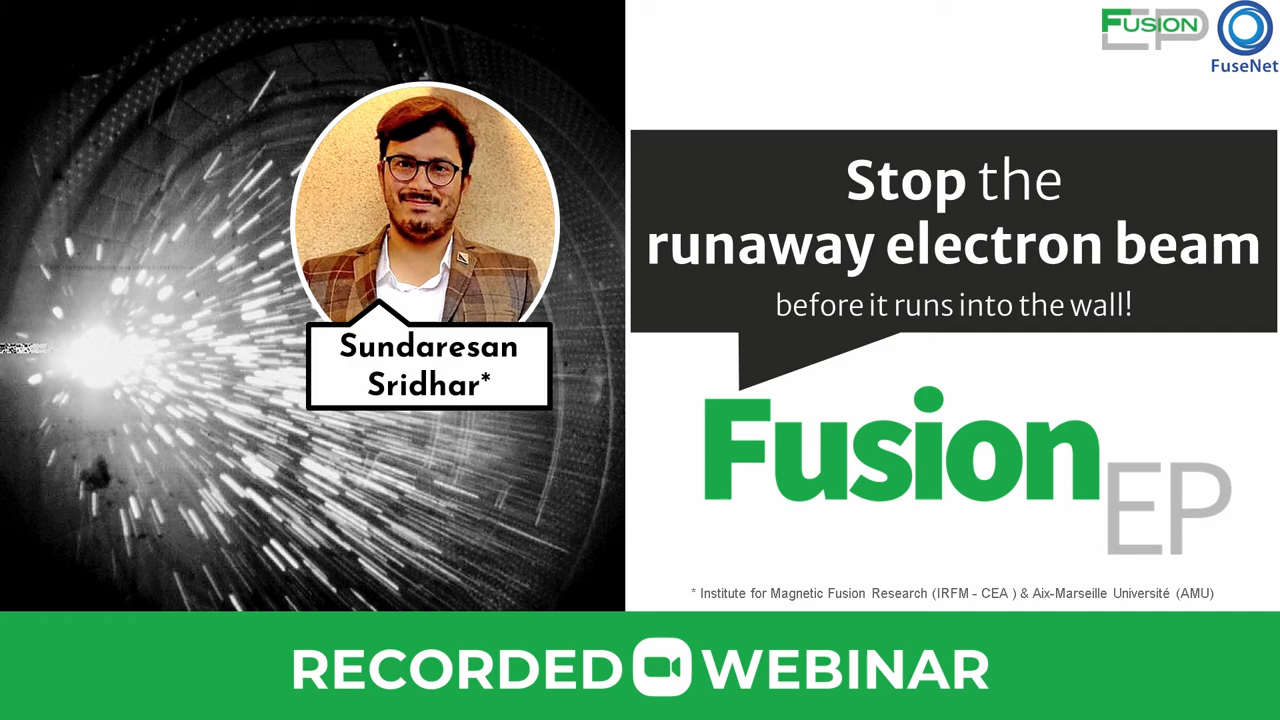 FUSION
EP
FuseNet
Stop the
runaway electron beam
before it runs into the wall!
Sundaresan
Sridhar*
Fusion
EP
* Institute for Magnetic Fusion Research (IRFM - CEA ) & Aix-Marseille Université (AMU)
RECORDED WEBINAR